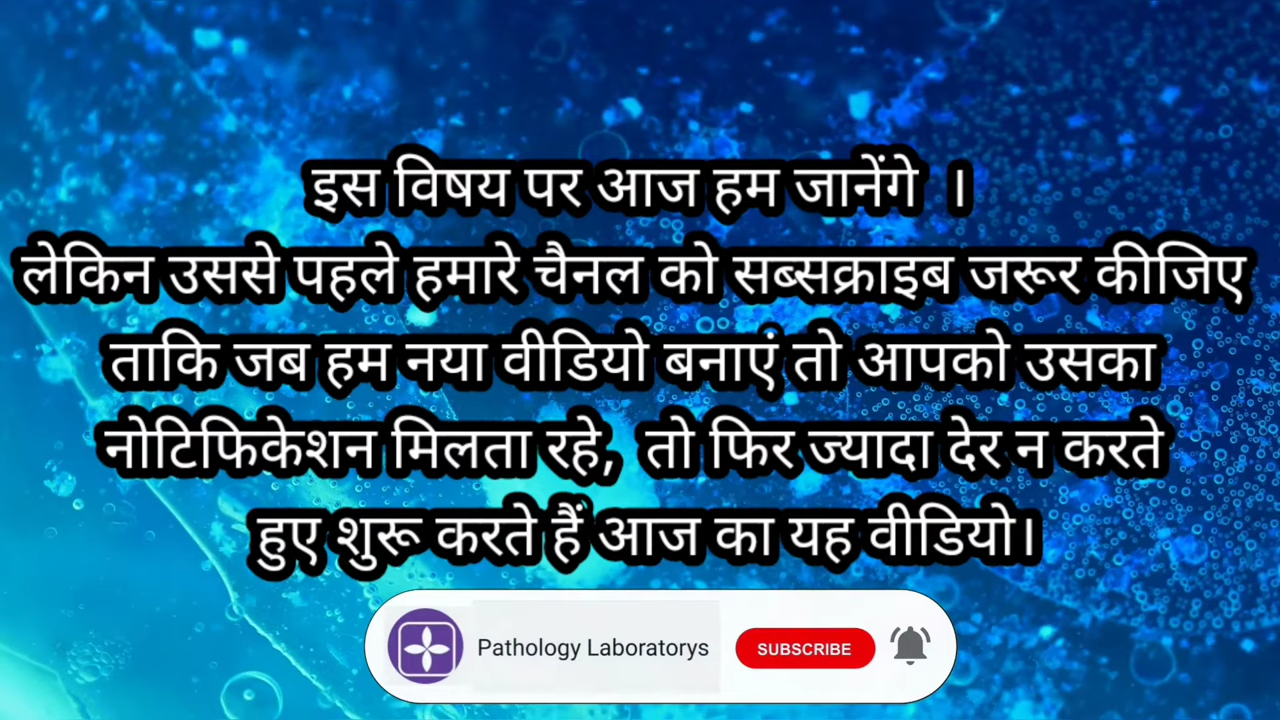 इस विषय पर आज हम जानेंगे ।
लेकिन उससे पहले हमारे चैनल को सब्सक्राइब जरूर कीजिए
ताकि जब हम नया वीडियो बनाएं तो आपको उसका
नोटिफिकेशन मिलता रहे, तो फिर ज्यादा देर न करते
हुए शुरू करते हैं आज का यह वीडियो।
Pathology Laboratorys SUBSCRIBE